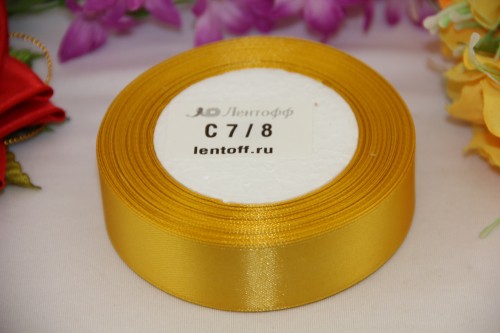 Лентофф
C 7 / 8
lentoff.ru